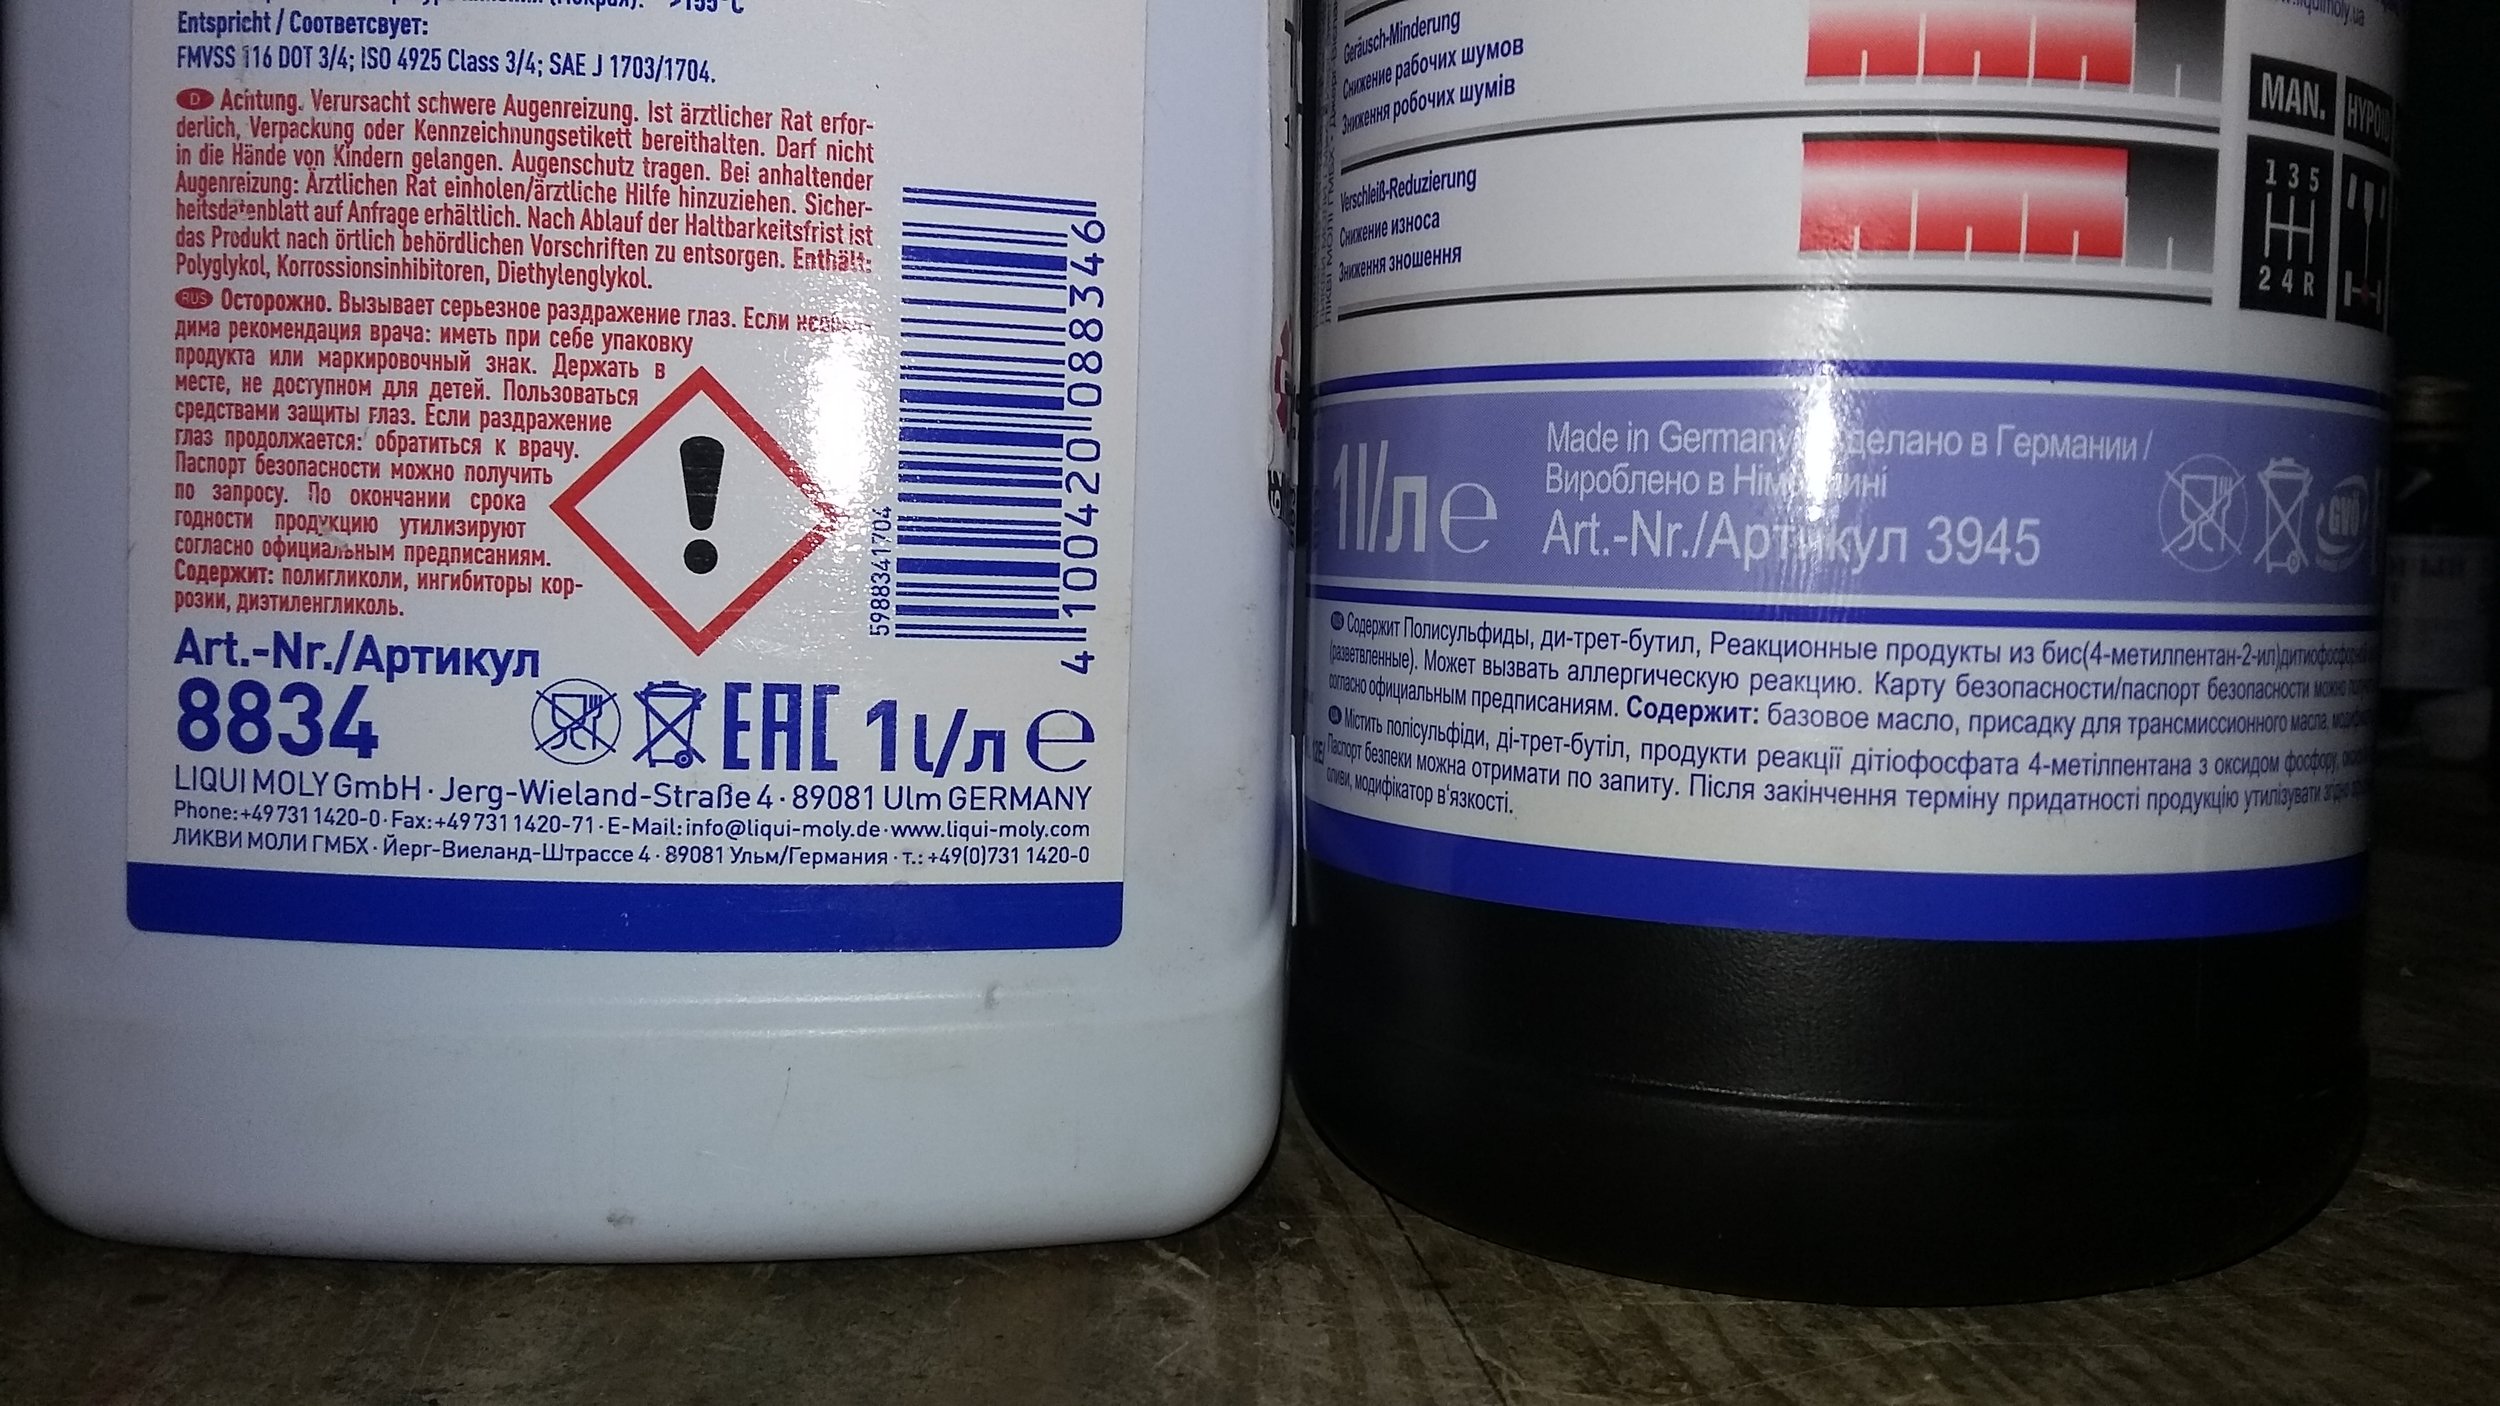 >155°C
Entspricht / Соответсвует:
FMVSS 116 DOT 3/4; ISO 4925 Class 3/4; SAE J 1703/1704.
D Achtung. Verursacht schwere Augenreizung. Ist ärztlicher Rat erfor-
derlich, Verpackung oder Kennzeichnungsetikett bereithalten. Darf nicht
in die Hände von Kindern gelangen. Augenschutz tragen. Bei anhaltender
Augenreizung: Ärztlichen Rat einholen/ärztliche Hilfe hinzuziehen. Sicher-
heitsdatenblatt auf Anfrage erhältlich. Nach Ablauf der Haltbarkeitsfrist ist
das Produkt nach örtlich behördlichen Vorschriften zu entsorgen. Enthält:
Polyglykol, Korrossionsinhibitoren, Diethylenglykol.
RUS Осторожно. Вызывает серьезное раздражение глаз. Если
дима рекомендация врача: иметь при себе упаковку
продукта или маркировочный знак. Держать в
месте, не доступном для детей. Пользоваться
средствами защиты глаз. Если раздражение
глаз продолжается: обратиться к врачу.
Паспорт безопасности можно получить
по запросу. По окончании срока
годности продукцию утилизируют
согласно официальным предписаниям.
Содержит: полигликоли, ингибиторы кор-
розии, диэтиленгликоль.
5988341704
4 100420 088346
Art.-Nr./Артикул
8834
EAC 1l/л e
LIQUI MOLY GmbH · Jerg-Wieland-Straße 4 · 89081 Ulm GERMANY
Phone: +49 731 1420-0 · Fax: +49 731 1420-71 · E-Mail: info@liqui-moly.de · www.liqui-moly.com
ЛИКВИ МОЛИ ГМБХ · Йерг-Виеланд-Штрассе 4 · 89081 Ульм/Германия · т.: +49(0)731 1420-0
Geräusch-Minderung
Снижение рабочих шумов
Зниження робочих шумів
Verschleiß-Reduzierung
Снижение износа
Зниження зношення
MAN.
HYPOID
1 3 5
2 4 R
1l/л e
Made in Germany / Сделано в Германии /
Вироблено в Німеччині
Art.-Nr./Артикул 3945
GVÖ
RUS Содержит Полисульфиды, ди-трет-бутил, Реакционные продукты из бис(4-метилпентан-2-ил)
(разветвленные). Может вызвать аллергическую реакцию. Карту безопасности/паспорт безопасности можно
согласно официальным предписаниям. Содержит: базовое масло, присадку для трансмиссионного масла,
UA Містить полісульфіди, ді-трет-бутіл, продукти реакції дітіофосфата 4-метілпентана з оксидом фосфору,
Паспорт безпеки можна отримати по запиту. Після закінчення терміну придатності продукцію утилізувати
оливи, модифікатор в'язкості.